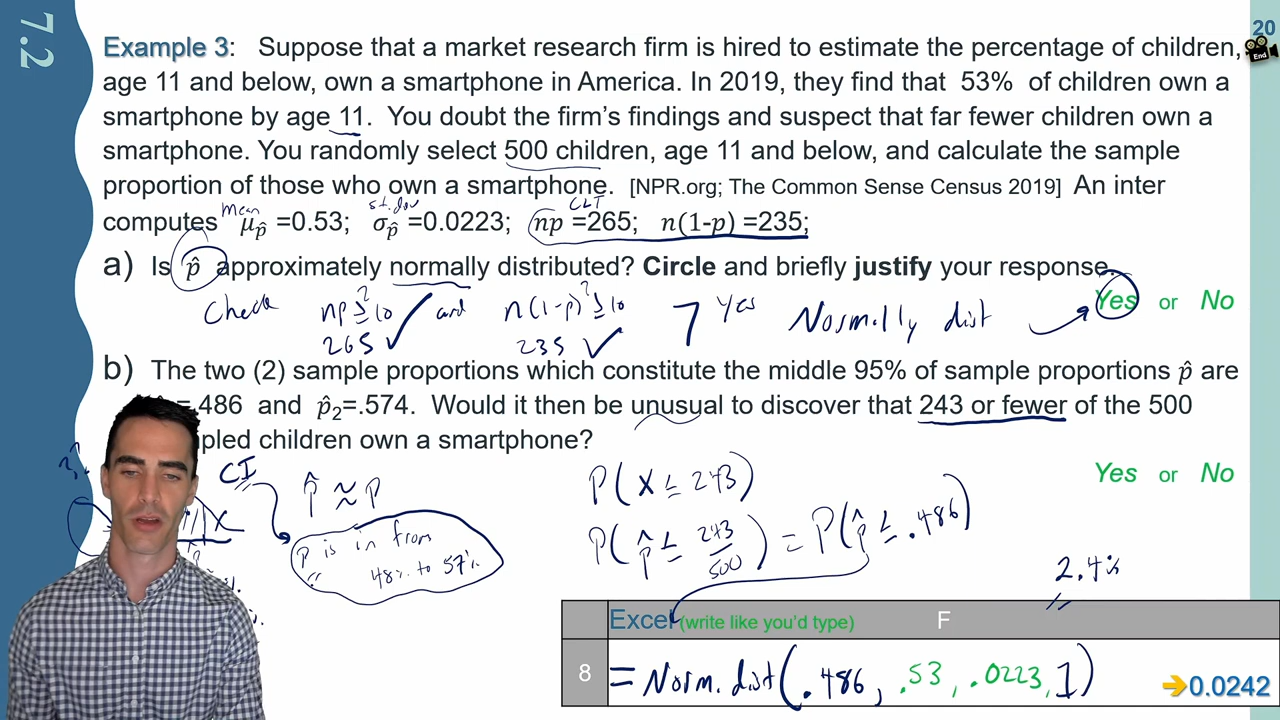 7.2
20
End
Example 3: Suppose that a market research firm is hired to estimate the percentage of children,
age 11 and below, own a smartphone in America. In 2019, they find that 53% of children own a
smartphone by age 11. You doubt the firm's findings and suspect that far fewer children own a
smartphone. You randomly select 500 children, age 11 and below, and calculate the sample
proportion of those who own a smartphone. [NPR.org; The Common Sense Census 2019] An inter
mean st.dev CLT
computes μp̂ =0.53; σp̂ =0.0223; np =265; n(1-p) =235;
a) Is p̂ approximately normally distributed? Circle and briefly justify your response.
Yes or No
Check np ≥? 10 and n(1-p) ≥? 10 Yes Normally dist
265 ✓ 235 ✓
b) The two (2) sample proportions which constitute the middle 95% of sample proportions p̂ are
=.486 and p̂2=.574. Would it then be unusual to discover that 243 or fewer of the 500
pled children own a smartphone?
Yes or No
CI p̂ ≈ p P(X ≤ 243)
p is in from
48% to 57%
P(p̂ ≤ 243/500) = P(p̂ ≤ .486)
2.4%
Excel (write like you'd type) F
8 =Norm.dist(.486, .53, .0223, 1) ➔0.0242